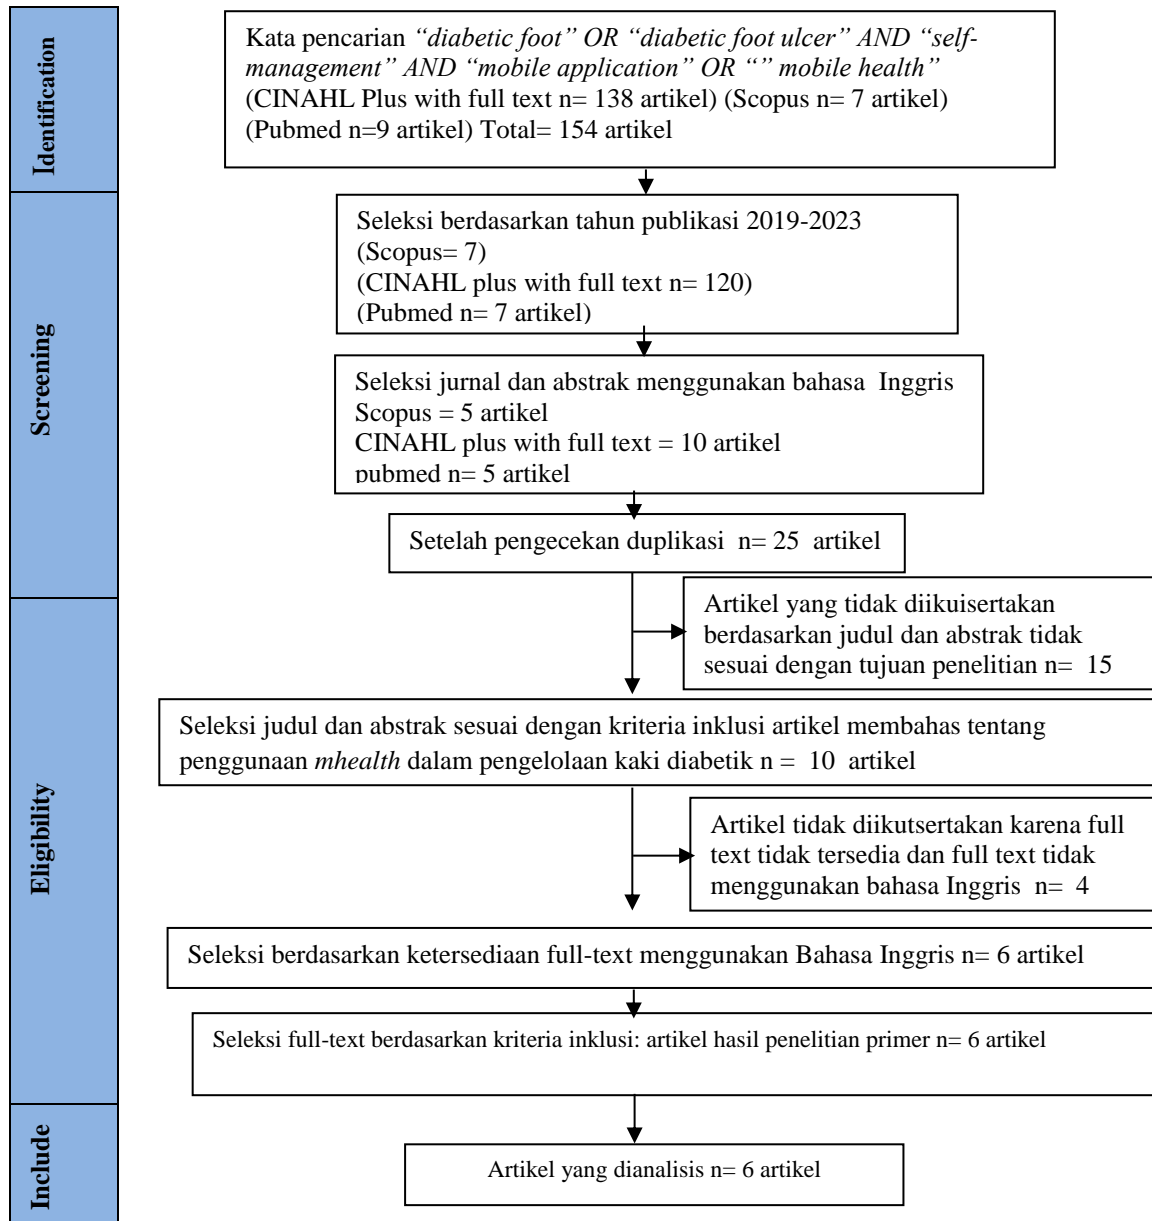 Identification
Kata pencarian “diabetic foot” OR “diabetic foot ulcer” AND “self-
management” AND “mobile application” OR “” mobile health”
(CINAHL Plus with full text n= 138 artikel) (Scopus n= 7 artikel)
(Pubmed n=9 artikel) Total= 154 artikel
Screening
Seleksi berdasarkan tahun publikasi 2019-2023
(Scopus= 7)
(CINAHL plus with full text n= 120)
(Pubmed n= 7 artikel)
Seleksi jurnal dan abstrak menggunakan bahasa Inggris
Scopus = 5 artikel
CINAHL plus with full text = 10 artikel
pubmed n= 5 artikel
Setelah pengecekan duplikasi n= 25 artikel
Eligibility
Artikel yang tidak diikuisertakan
berdasarkan judul dan abstrak tidak
sesuai dengan tujuan penelitian n= 15
Seleksi judul dan abstrak sesuai dengan kriteria inklusi artikel membahas tentang
penggunaan mhealth dalam pengelolaan kaki diabetik n = 10 artikel
Artikel tidak diikutsertakan karena full
text tidak tersedia dan full text tidak
menggunakan bahasa Inggris n= 4
Seleksi berdasarkan ketersediaan full-text menggunakan Bahasa Inggris n= 6 artikel
Seleksi full-text berdasarkan kriteria inklusi: artikel hasil penelitian primer n= 6 artikel
Include
Artikel yang dianalisis n= 6 artikel